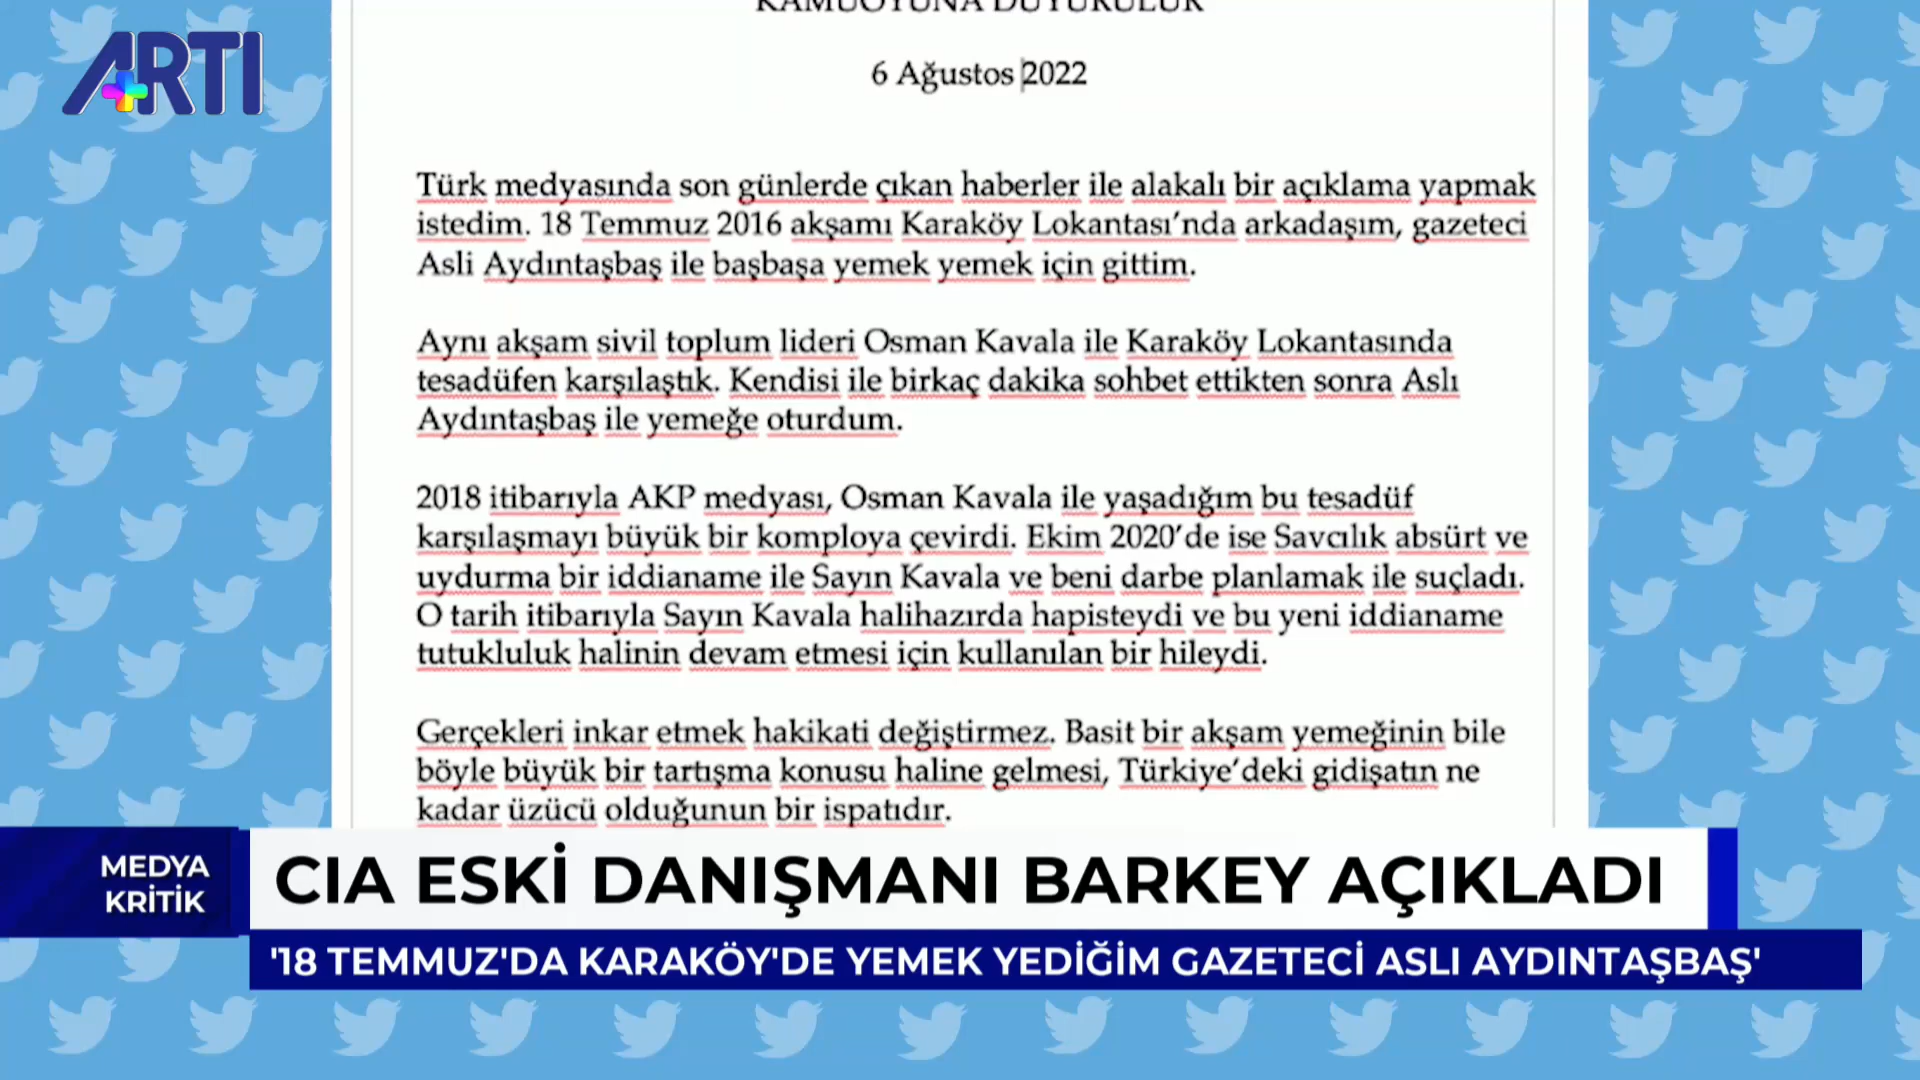 KAMUOYUNA DUYURULUR
ARTI
6 Ağustos 2022
Türk medyasında son günlerde çıkan haberler ile alakalı bir açıklama yapmak
istedim. 18 Temmuz 2016 akşamı Karaköy Lokantası’nda arkadaşım, gazeteci
Asli Aydıntaşbaş ile başbaşa yemek yemek için gittim.
Aynı akşam sivil toplum lideri Osman Kavala ile Karaköy Lokantasında
tesadüfen karşılaştık. Kendisi ile birkaç dakika sohbet ettikten sonra Aslı
Aydıntaşbaş ile yemeğe oturdum.
2018 itibarıyla AKP medyası, Osman Kavala ile yaşadığım bu tesadüf
karşılaşmayı büyük bir komploya çevirdi. Ekim 2020’de ise Savcılık absürt ve
uydurma bir iddianame ile Sayın Kavala ve beni darbe planlamak ile suçladı.
O tarih itibarıyla Sayın Kavala halihazırda hapisteydi ve bu yeni iddianame
tutukluluk halinin devam etmesi için kullanılan bir hileydi.
Gerçekleri inkar etmek hakikati değiştirmez. Basit bir akşam yemeğinin bile
böyle büyük bir tartışma konusu haline gelmesi, Türkiye’deki gidişatın ne
kadar üzücü olduğunun bir ispatıdır.
MEDYA
KRİTİK
CIA ESKİ DANIŞMANI BARKEY AÇIKLADI
'18 TEMMUZ'DA KARAKÖY'DE YEMEK YEDİĞİM GAZETECİ ASLI AYDINTAŞBAŞ'